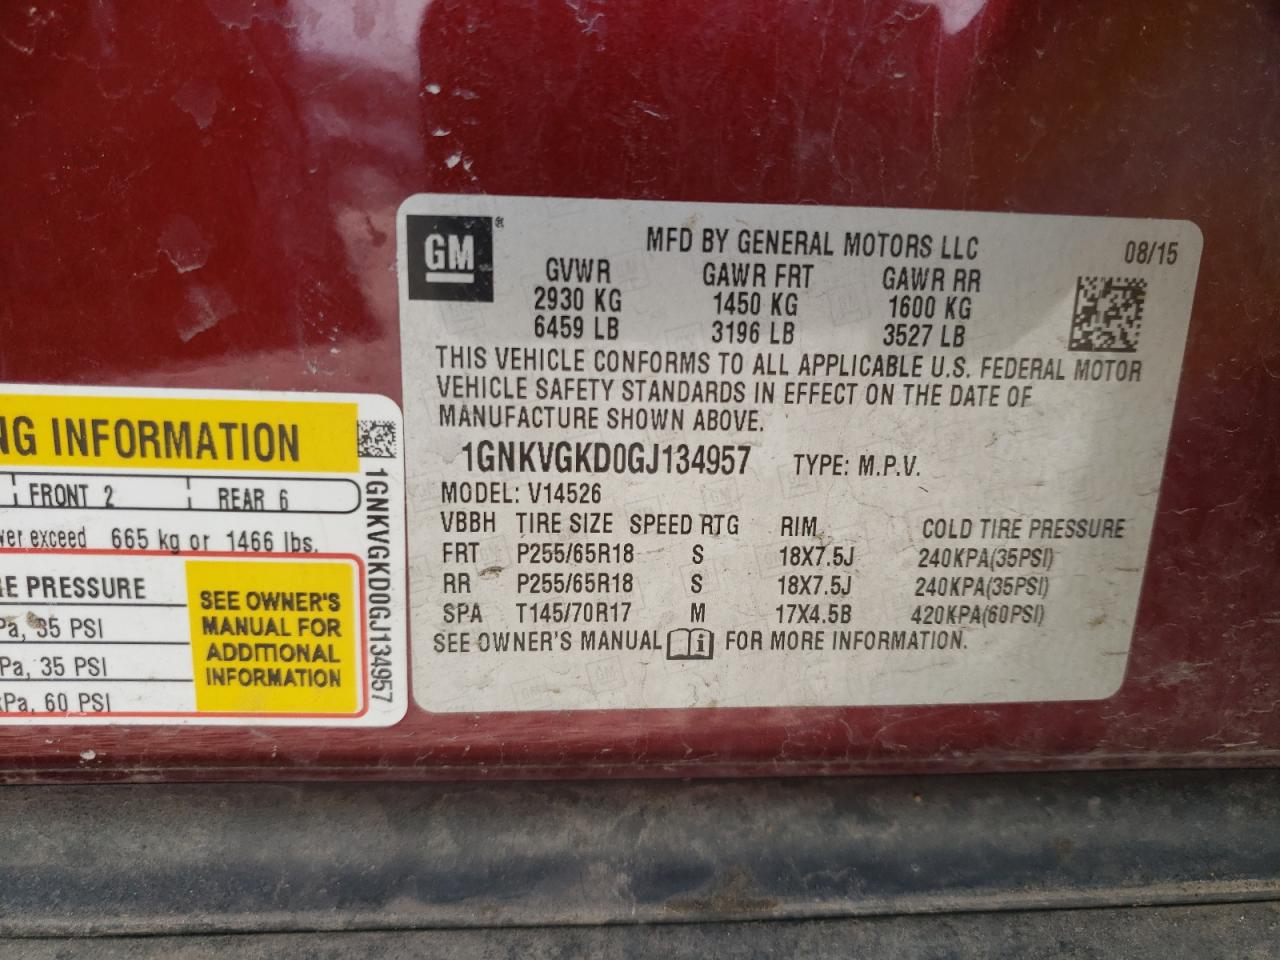 GM®
MFD BY GENERAL MOTORS LLC
08/15
GVWR GAWR FRT GAWR RR
2930 KG 1450 KG 1600 KG
6459 LB 3196 LB 3527 LB
THIS VEHICLE CONFORMS TO ALL APPLICABLE U.S. FEDERAL MOTOR
VEHICLE SAFETY STANDARDS IN EFFECT ON THE DATE OF
MANUFACTURE SHOWN ABOVE.
1GNKVGKD0GJ134957 TYPE: M.P.V.
MODEL: V14526
VBBH TIRE SIZE SPEED RTG RIM COLD TIRE PRESSURE
FRT P255/65R18 S 18X7.5J 240KPA(35PSI)
RR P255/65R18 S 18X7.5J 240KPA(35PSI)
SPA T145/70R17 M 17X4.5B 420KPA(60PSI)
SEE OWNER'S MANUAL FOR MORE INFORMATION.
NG INFORMATION
FRONT 2 REAR 6
ver exceed 665 kg or 1466 lbs.
RE PRESSURE
Pa, 35 PSI
Pa, 35 PSI
kPa, 60 PSI
SEE OWNER'S
MANUAL FOR
ADDITIONAL
INFORMATION
1GNKVGKD0GJ134957